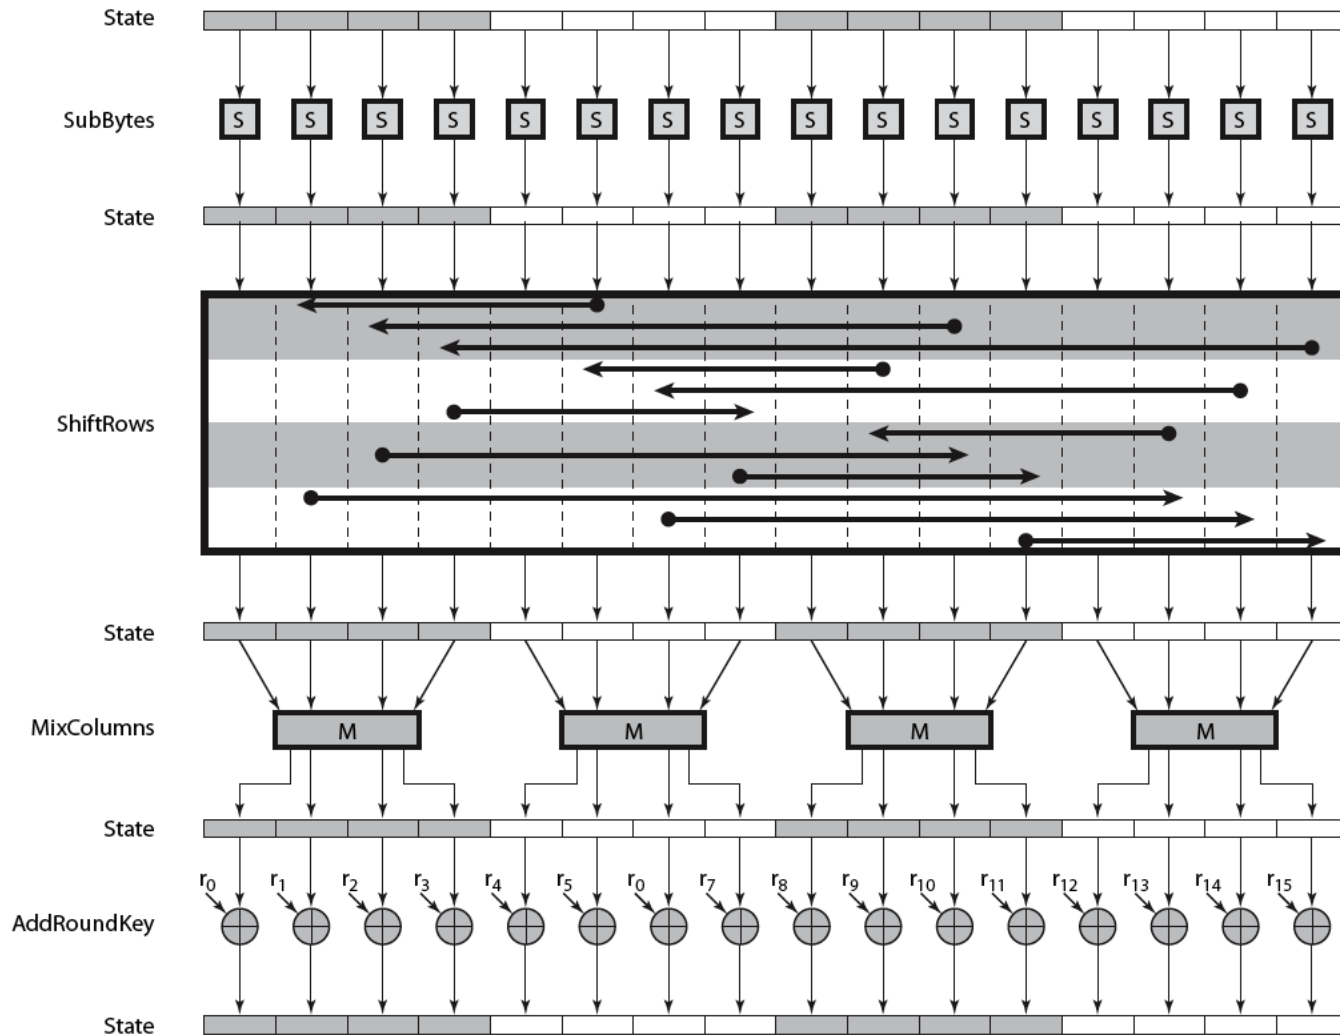 State
SubBytes S S S S S S S S S S S S S S S S
State
ShiftRows
State
MixColumns M M M M
State
r0 r1 r2 r3 r4 r5 r0 r7 r8 r9 r10 r11 r12 r13 r14 r15
AddRoundKey
State